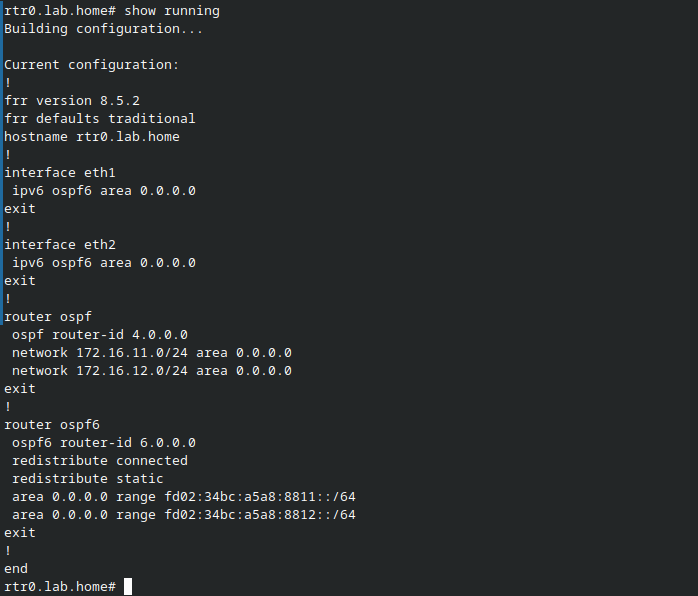 rtr0.lab.home# show running
Building configuration...

Current configuration:
!
frr version 8.5.2
frr defaults traditional
hostname rtr0.lab.home
!
interface eth1
 ipv6 ospf6 area 0.0.0.0
exit
!
interface eth2
 ipv6 ospf6 area 0.0.0.0
exit
!
router ospf
 ospf router-id 4.0.0.0
 network 172.16.11.0/24 area 0.0.0.0
 network 172.16.12.0/24 area 0.0.0.0
exit
!
router ospf6
 ospf6 router-id 6.0.0.0
 redistribute connected
 redistribute static
 area 0.0.0.0 range fd02:34bc:a5a8:8811::/64
 area 0.0.0.0 range fd02:34bc:a5a8:8812::/64
exit
!
end
rtr0.lab.home#